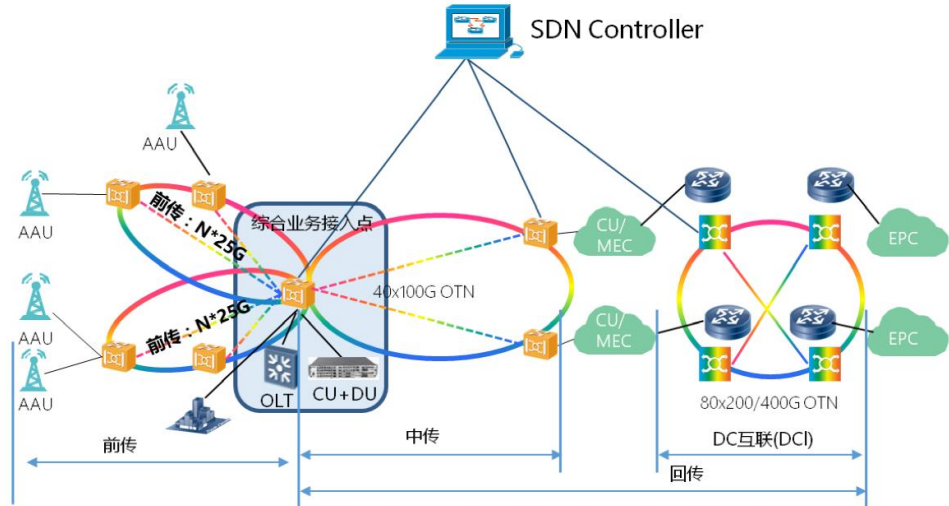 SDN Controller
AAU
AAU
前传：N*25G
综合业务接入点
CU/
MEC
EPC
40x100G OTN
AAU
前传：N*25G
CU/
MEC
EPC
AAU
OLT
CU+DU
80x200/400G OTN
前传
中传
DC互联(DCI)
回传